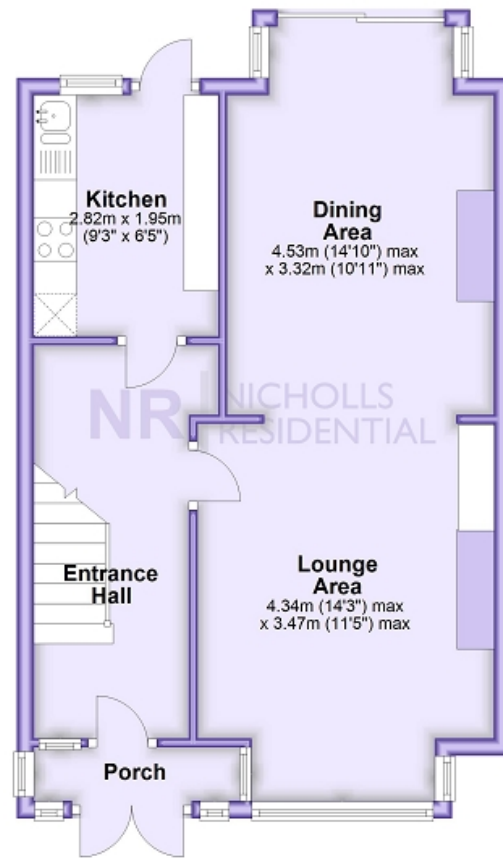 Kitchen
2.82m x 1.95m
(9'3" x 6'5")
Dining
Area
4.53m (14'10") max
x 3.32m (10'11") max
NR NICHOLLS
RESIDENTIAL
Entrance
Hall
Lounge
Area
4.34m (14'3") max
x 3.47m (11'5") max
Porch